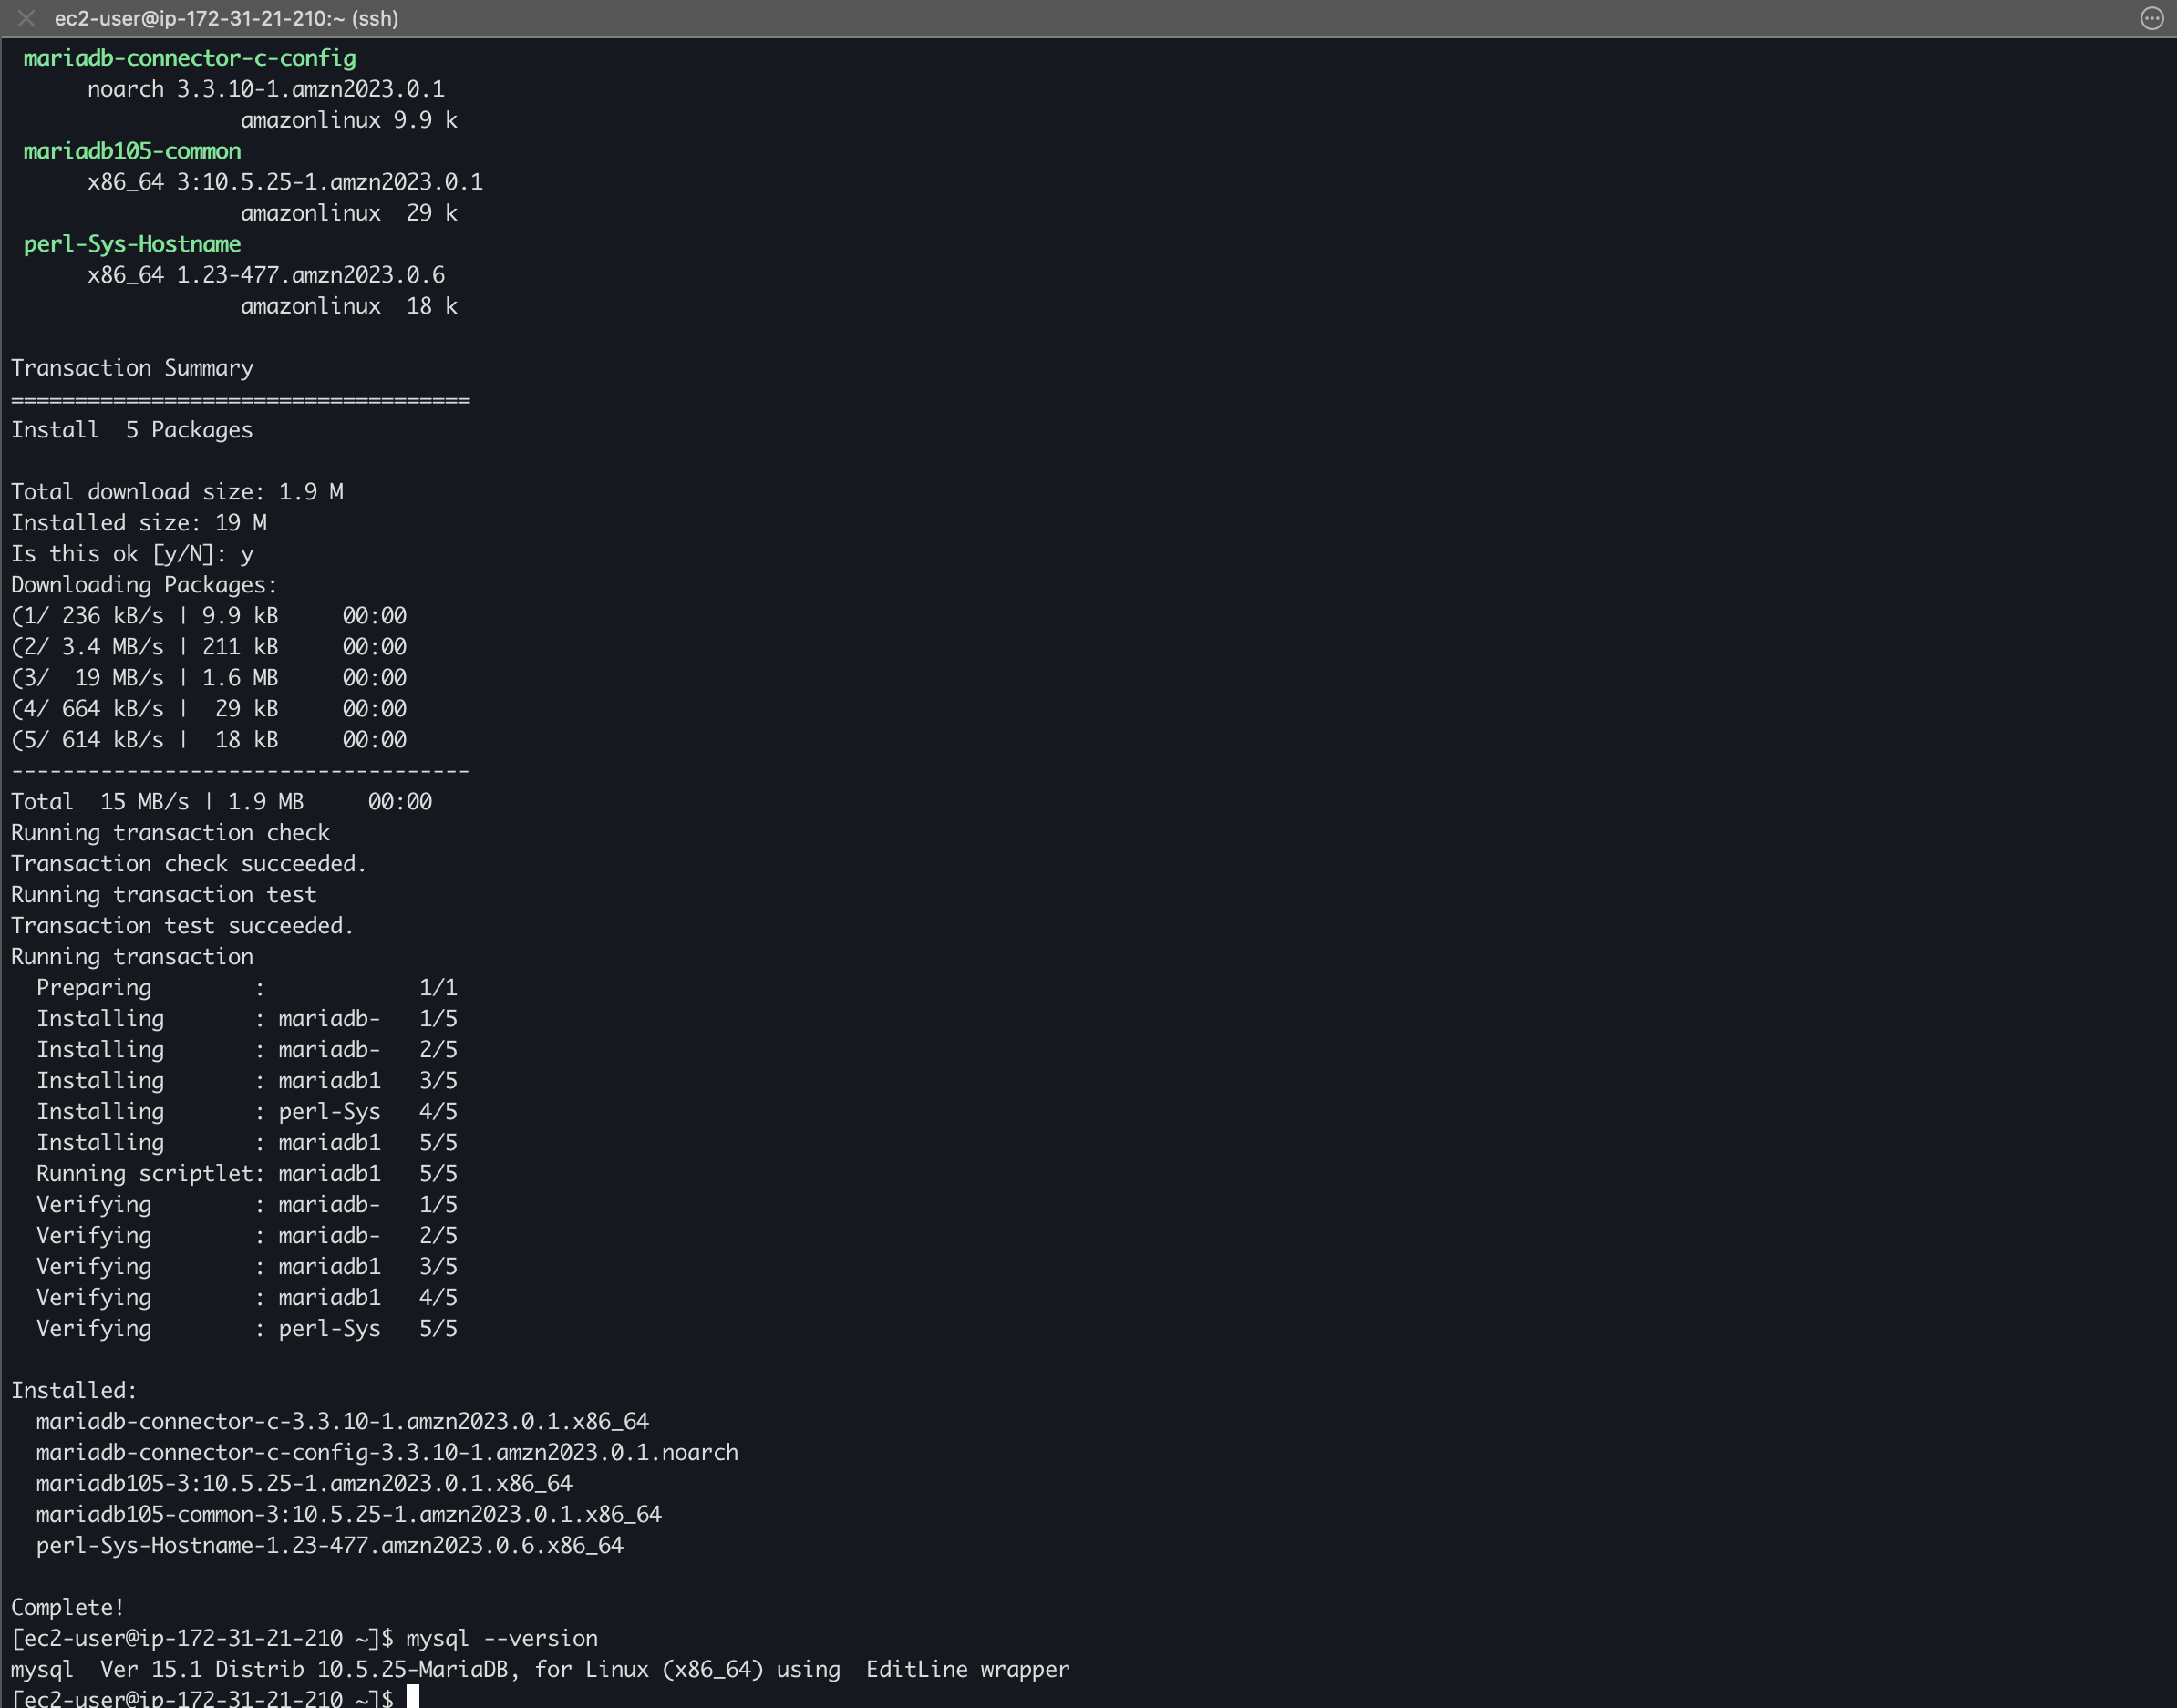 ec2-user@ip-172-31-21-210:~ (ssh)
mariadb-connector-c-config
noarch 3.3.10-1.amzn2023.0.1
amazonlinux 9.9 k
mariadb105-common
x86_64 3:10.5.25-1.amzn2023.0.1
amazonlinux  29 k
perl-Sys-Hostname
x86_64 1.23-477.amzn2023.0.6
amazonlinux  18 k
Transaction Summary
====================================
Install  5 Packages
Total download size: 1.9 M
Installed size: 19 M
Is this ok [y/N]: y
Downloading Packages:
(1/ 236 kB/s | 9.9 kB     00:00
(2/ 3.4 MB/s | 211 kB     00:00
(3/  19 MB/s | 1.6 MB     00:00
(4/ 664 kB/s |  29 kB     00:00
(5/ 614 kB/s |  18 kB     00:00
------------------------------------
Total  15 MB/s | 1.9 MB     00:00
Running transaction check
Transaction check succeeded.
Running transaction test
Transaction test succeeded.
Running transaction
  Preparing        :            1/1
  Installing       : mariadb-   1/5
  Installing       : mariadb-   2/5
  Installing       : mariadb1   3/5
  Installing       : perl-Sys   4/5
  Installing       : mariadb1   5/5
  Running scriptlet: mariadb1   5/5
  Verifying        : mariadb-   1/5
  Verifying        : mariadb-   2/5
  Verifying        : mariadb1   3/5
  Verifying        : mariadb1   4/5
  Verifying        : perl-Sys   5/5
Installed:
  mariadb-connector-c-3.3.10-1.amzn2023.0.1.x86_64
  mariadb-connector-c-config-3.3.10-1.amzn2023.0.1.noarch
  mariadb105-3:10.5.25-1.amzn2023.0.1.x86_64
  mariadb105-common-3:10.5.25-1.amzn2023.0.1.x86_64
  perl-Sys-Hostname-1.23-477.amzn2023.0.6.x86_64
Complete!
[ec2-user@ip-172-31-21-210 ~]$ mysql --version
mysql  Ver 15.1 Distrib 10.5.25-MariaDB, for Linux (x86_64) using  EditLine wrapper
[ec2-user@ip-172-31-21-210 ~]$